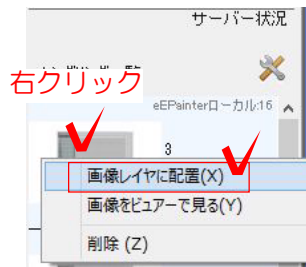 サーバー状況
右クリック
eEPainterローカル:16
3
画像レイヤに配置(X)
画像をビュアーで見る(Y)
削除 (Z)